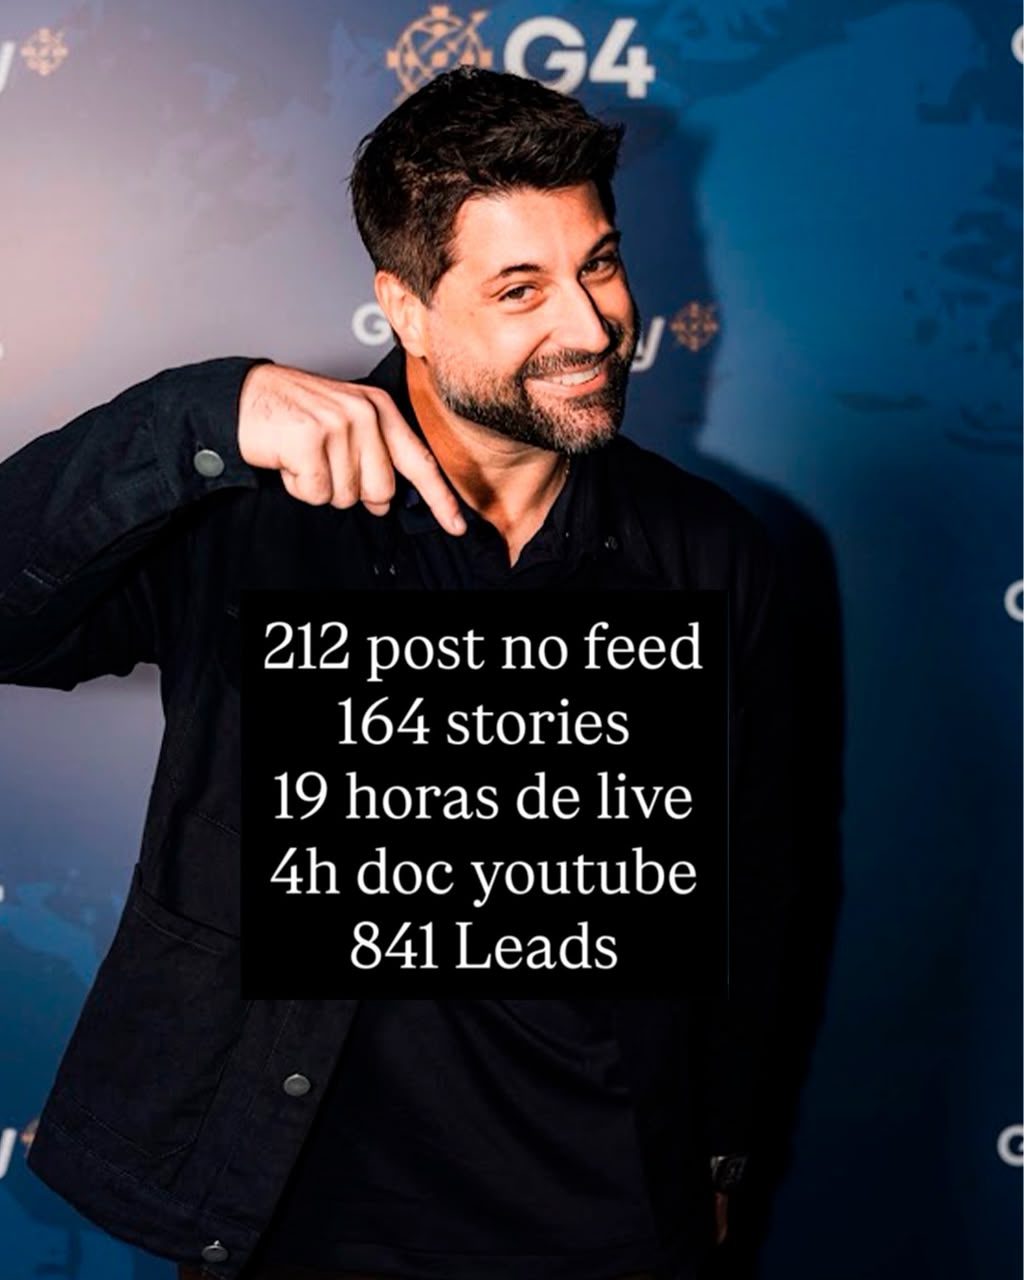 G4
212 post no feed
164 stories
19 horas de live
4h doc youtube
841 Leads